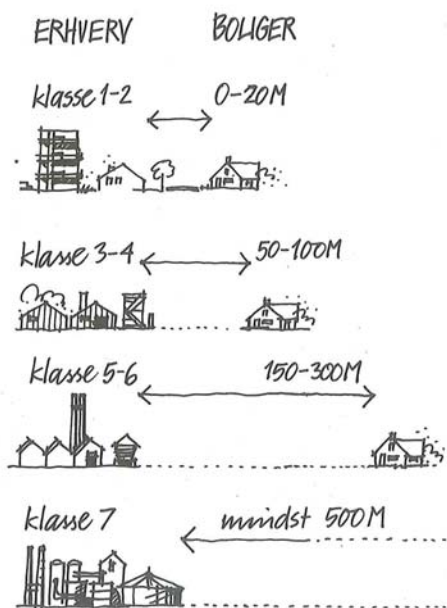 ERHVERV BOLIGER
klasse 1-2 0-20M
klasse 3-4 50-100M
klasse 5-6 150-300M
klasse 7 mindst 500M